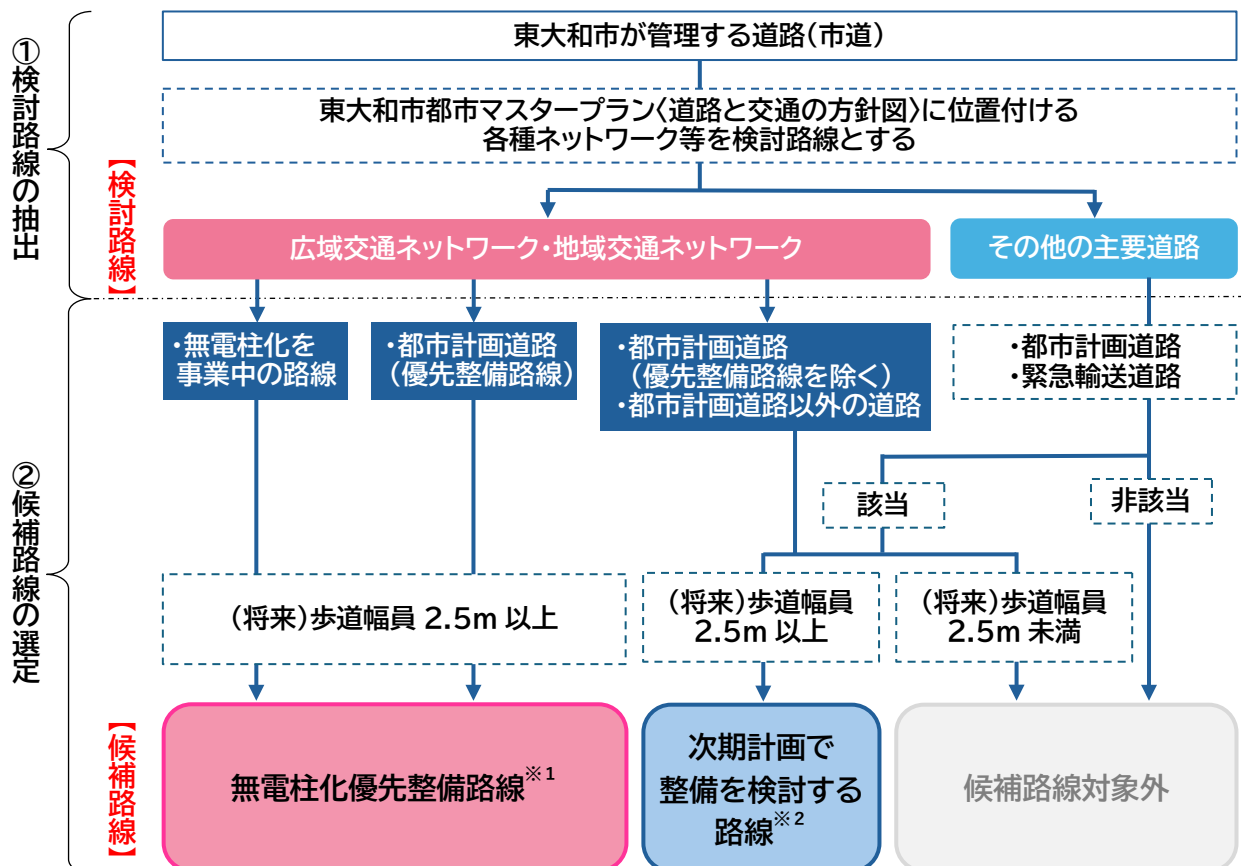 ①検討路線の抽出
東大和市が管理する道路(市道)
東大和市都市マスタープラン〈道路と交通の方針図〉に位置付ける
各種ネットワーク等を検討路線とする
【検討路線】
広域交通ネットワーク・地域交通ネットワーク
その他の主要道路
②候補路線の選定
・無電柱化を
事業中の路線
・都市計画道路
(優先整備路線)
・都市計画道路
(優先整備路線を除く)
・都市計画道路以外の道路
・都市計画道路
・緊急輸送道路
該当
非該当
(将来)歩道幅員 2.5m 以上
(将来)歩道幅員
2.5m 以上
(将来)歩道幅員
2.5m 未満
【候補路線】
無電柱化優先整備路線※1
次期計画で
整備を検討する
路線※2
候補路線対象外